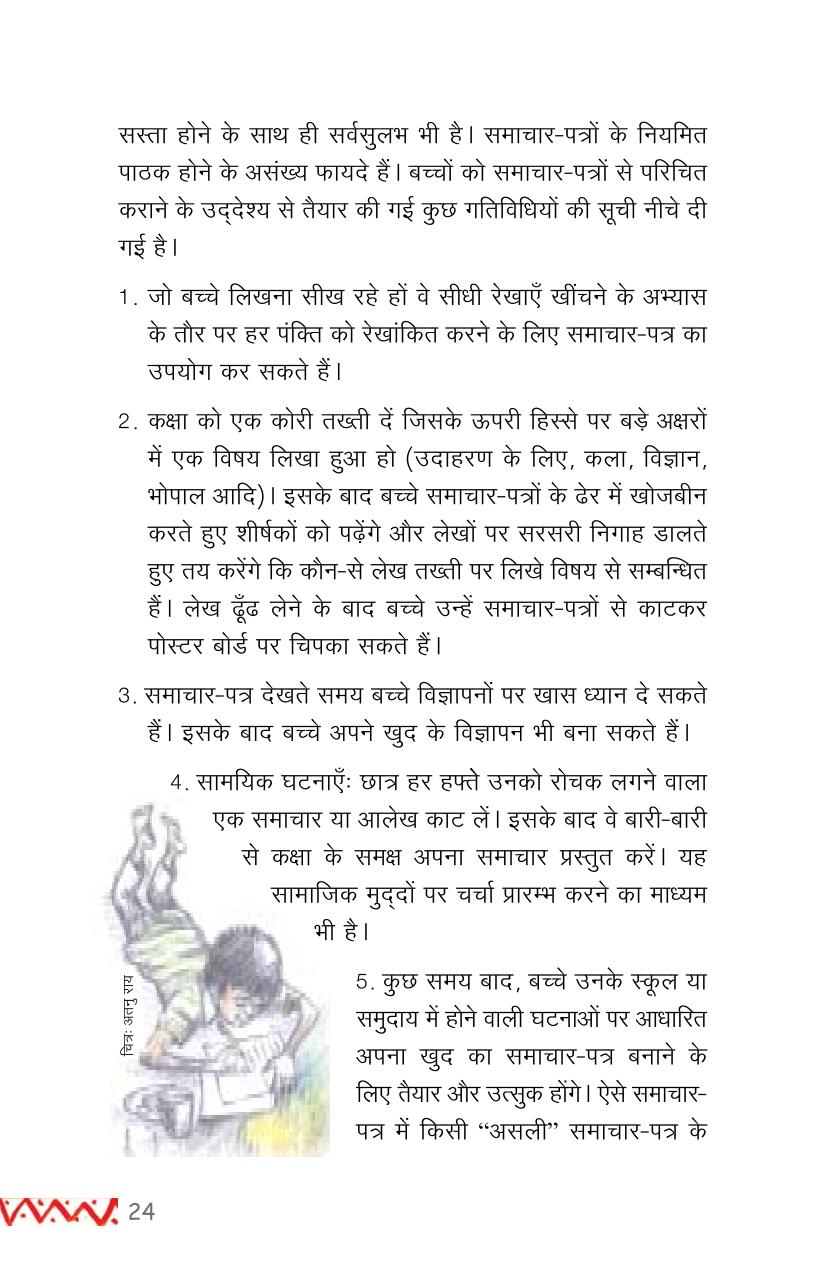 सस्ता होने के साथ ही सर्वसुलभ भी है। समाचार-पत्रों के नियमित
पाठक होने के असंख्य फायदे हैं। बच्चों को समाचार-पत्रों से परिचित
कराने के उद्‌देश्य से तैयार की गई कुछ गतिविधियों की सूची नीचे दी
गई है।
1. जो बच्चे लिखना सीख रहे हों वे सीधी रेखाएँ खींचने के अभ्यास
के तौर पर हर पंक्ति को रेखांकित करने के लिए समाचार-पत्र का
उपयोग कर सकते हैं।
2. कक्षा को एक कोरी तख्ती दें जिसके ऊपरी हिस्से पर बड़े अक्षरों
में एक विषय लिखा हुआ हो (उदाहरण के लिए, कला, विज्ञान,
भोपाल आदि)। इसके बाद बच्चे समाचार-पत्रों के ढेर में खोजबीन
करते हुए शीर्षकों को पढ़ेंगे और लेखों पर सरसरी निगाह डालते
हुए तय करेंगे कि कौन-से लेख तख्ती पर लिखे विषय से सम्बन्धित
हैं। लेख ढूँढ लेने के बाद बच्चे उन्हें समाचार-पत्रों से काटकर
पोस्टर बोर्ड पर चिपका सकते हैं।
3. समाचार-पत्र देखते समय बच्चे विज्ञापनों पर खास ध्यान दे सकते
हैं। इसके बाद बच्चे अपने खुद के विज्ञापन भी बना सकते हैं।
4. सामयिक घटनाएँः छात्र हर हफ्ते उनको रोचक लगने वाला
एक समाचार या आलेख काट लें। इसके बाद वे बारी-बारी
से कक्षा के समक्ष अपना समाचार प्रस्तुत करें। यह
सामाजिक मुद्‌दों पर चर्चा प्रारम्भ करने का माध्यम
भी है।
चित्रः अतनु राय
5. कुछ समय बाद, बच्चे उनके स्कूल या
समुदाय में होने वाली घटनाओं पर आधारित
अपना खुद का समाचार-पत्र बनाने के
लिए तैयार और उत्सुक होंगे। ऐसे समाचार-
पत्र में किसी “असली” समाचार-पत्र के
24